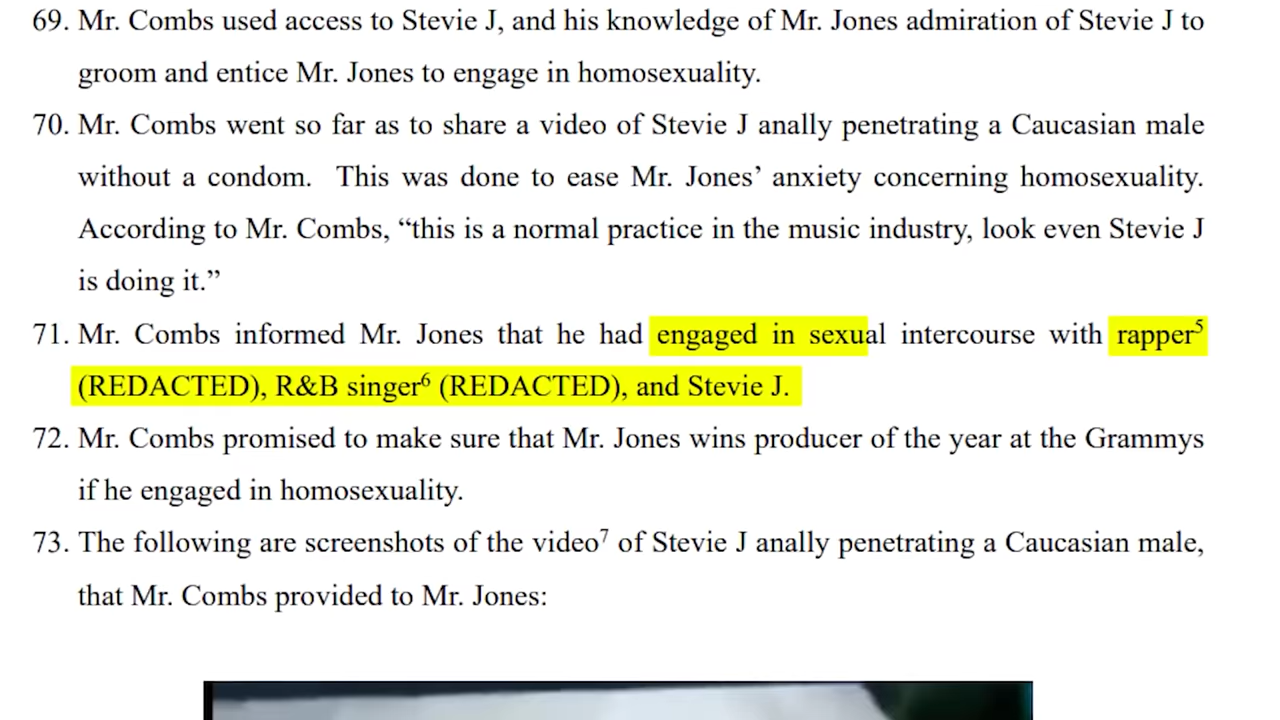 69. Mr. Combs used access to Stevie J, and his knowledge of Mr. Jones admiration of Stevie J to
groom and entice Mr. Jones to engage in homosexuality.
70. Mr. Combs went so far as to share a video of Stevie J anally penetrating a Caucasian male
without a condom.  This was done to ease Mr. Jones’ anxiety concerning homosexuality.
According to Mr. Combs, “this is a normal practice in the music industry, look even Stevie J
is doing it.”
71. Mr. Combs informed Mr. Jones that he had engaged in sexual intercourse with rapper⁵
(REDACTED), R&B singer⁶ (REDACTED), and Stevie J.
72. Mr. Combs promised to make sure that Mr. Jones wins producer of the year at the Grammys
if he engaged in homosexuality.
73. The following are screenshots of the video⁷ of Stevie J anally penetrating a Caucasian male,
that Mr. Combs provided to Mr. Jones: